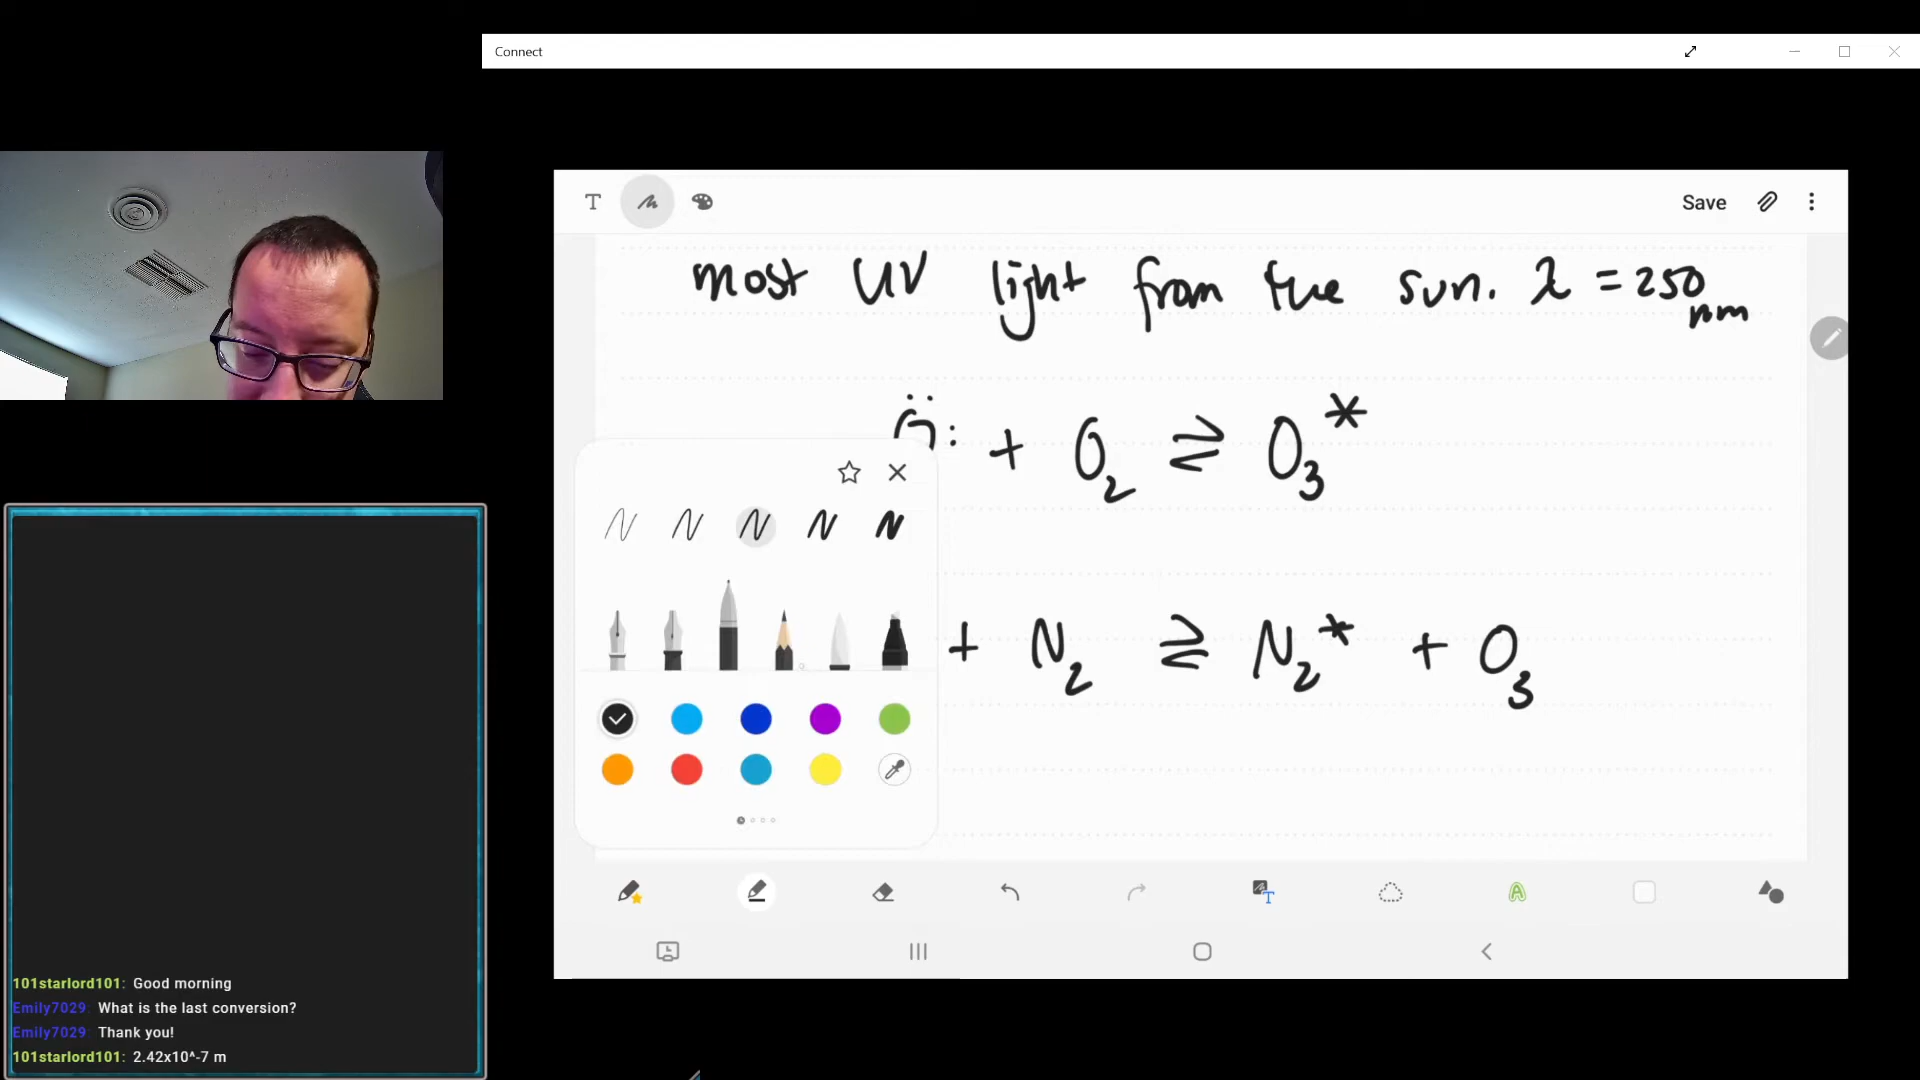 Connect
T Save
most UV light from the sun. λ = 250 nm
Ö: + O₂ ⇌ O₃*
+ N₂ ⇌ N₂* + O₃
101starlord101: Good morning
Emily7029: What is the last conversion?
Emily7029: Thank you!
101starlord101: 2.42x10^-7 m